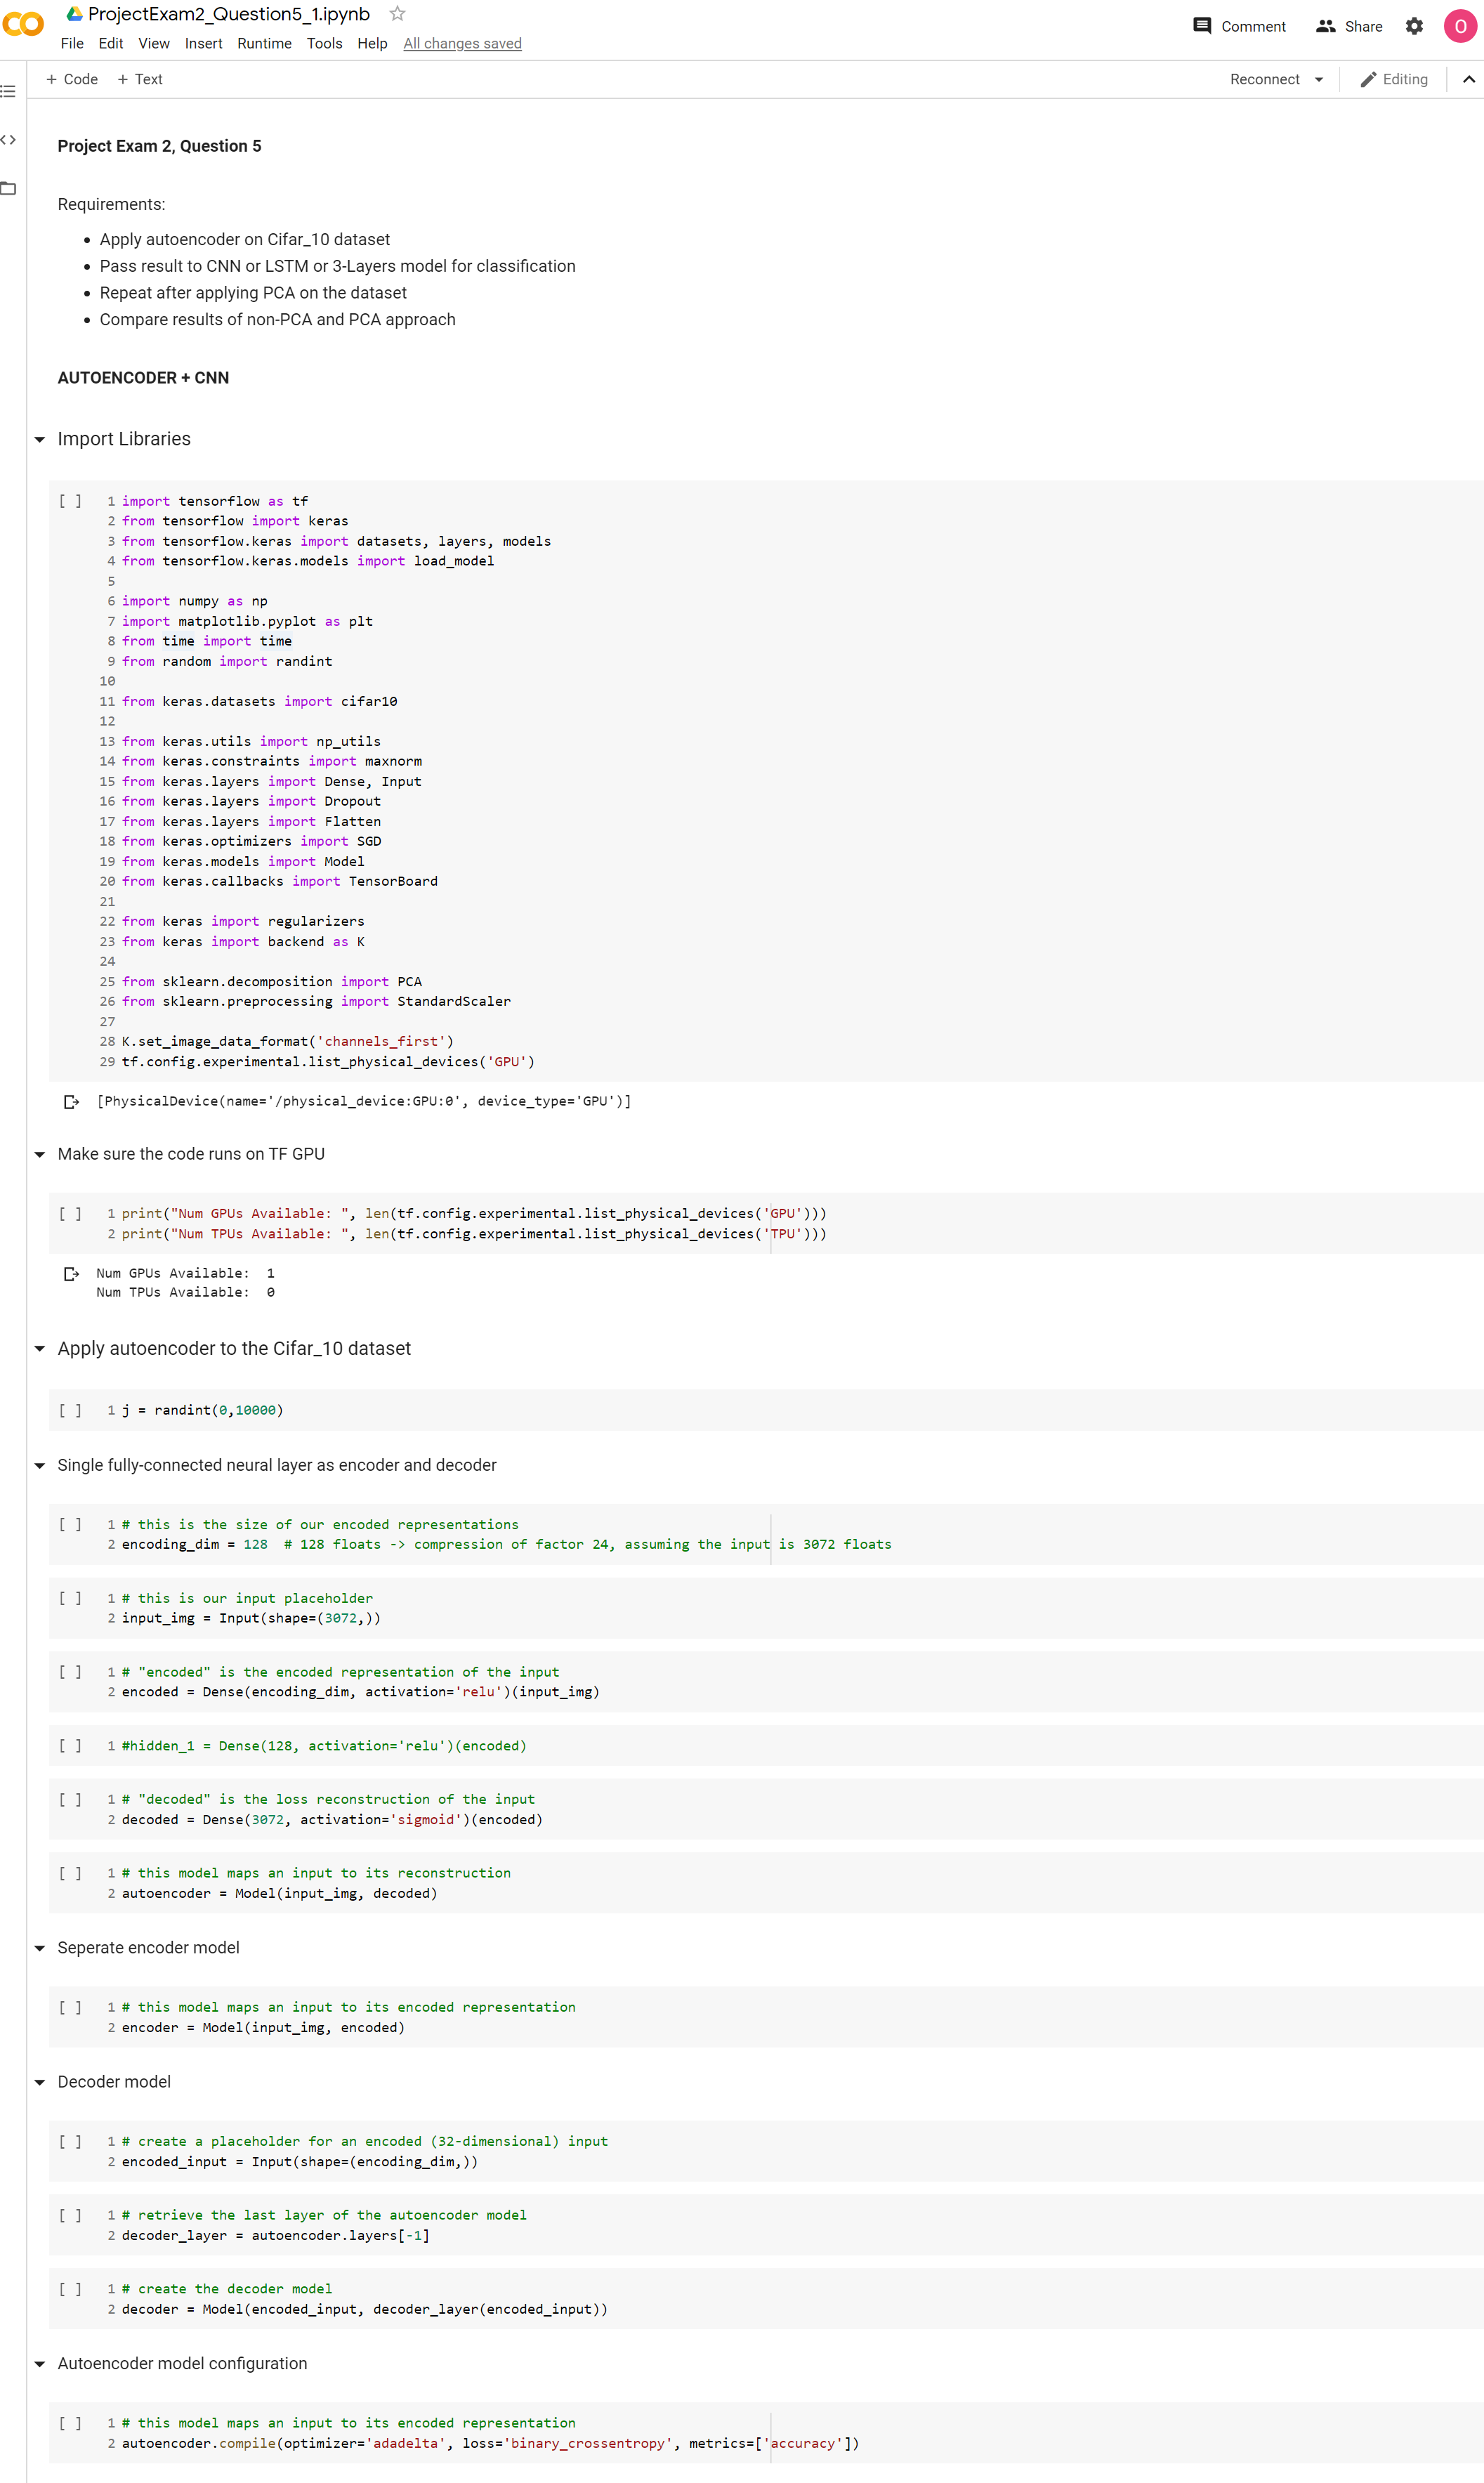 ProjectExam2_Question5_1.ipynb
File Edit View Insert Runtime Tools Help All changes saved
Comment Share O
+ Code + Text Reconnect Editing
Project Exam 2, Question 5
Requirements:
• Apply autoencoder on Cifar_10 dataset
• Pass result to CNN or LSTM or 3-Layers model for classification
• Repeat after applying PCA on the dataset
• Compare results of non-PCA and PCA approach
AUTOENCODER + CNN
Import Libraries
[ ] 1 import tensorflow as tf
2 from tensorflow import keras
3 from tensorflow.keras import datasets, layers, models
4 from tensorflow.keras.models import load_model
5
6 import numpy as np
7 import matplotlib.pyplot as plt
8 from time import time
9 from random import randint
10
11 from keras.datasets import cifar10
12
13 from keras.utils import np_utils
14 from keras.constraints import maxnorm
15 from keras.layers import Dense, Input
16 from keras.layers import Dropout
17 from keras.layers import Flatten
18 from keras.optimizers import SGD
19 from keras.models import Model
20 from keras.callbacks import TensorBoard
21
22 from keras import regularizers
23 from keras import backend as K
24
25 from sklearn.decomposition import PCA
26 from sklearn.preprocessing import StandardScaler
27
28 K.set_image_data_format('channels_first')
29 tf.config.experimental.list_physical_devices('GPU')
[PhysicalDevice(name='/physical_device:GPU:0', device_type='GPU')]
Make sure the code runs on TF GPU
[ ] 1 print("Num GPUs Available: ", len(tf.config.experimental.list_physical_devices('GPU')))
2 print("Num TPUs Available: ", len(tf.config.experimental.list_physical_devices('TPU')))
Num GPUs Available:  1
Num TPUs Available:  0
Apply autoencoder to the Cifar_10 dataset
[ ] 1 j = randint(0,10000)
Single fully-connected neural layer as encoder and decoder
[ ] 1 # this is the size of our encoded representations
2 encoding_dim = 128  # 128 floats -> compression of factor 24, assuming the input is 3072 floats
[ ] 1 # this is our input placeholder
2 input_img = Input(shape=(3072,))
[ ] 1 # "encoded" is the encoded representation of the input
2 encoded = Dense(encoding_dim, activation='relu')(input_img)
[ ] 1 #hidden_1 = Dense(128, activation='relu')(encoded)
[ ] 1 # "decoded" is the loss reconstruction of the input
2 decoded = Dense(3072, activation='sigmoid')(encoded)
[ ] 1 # this model maps an input to its reconstruction
2 autoencoder = Model(input_img, decoded)
Seperate encoder model
[ ] 1 # this model maps an input to its encoded representation
2 encoder = Model(input_img, encoded)
Decoder model
[ ] 1 # create a placeholder for an encoded (32-dimensional) input
2 encoded_input = Input(shape=(encoding_dim,))
[ ] 1 # retrieve the last layer of the autoencoder model
2 decoder_layer = autoencoder.layers[-1]
[ ] 1 # create the decoder model
2 decoder = Model(encoded_input, decoder_layer(encoded_input))
Autoencoder model configuration
[ ] 1 # this model maps an input to its encoded representation
2 autoencoder.compile(optimizer='adadelta', loss='binary_crossentropy', metrics=['accuracy'])